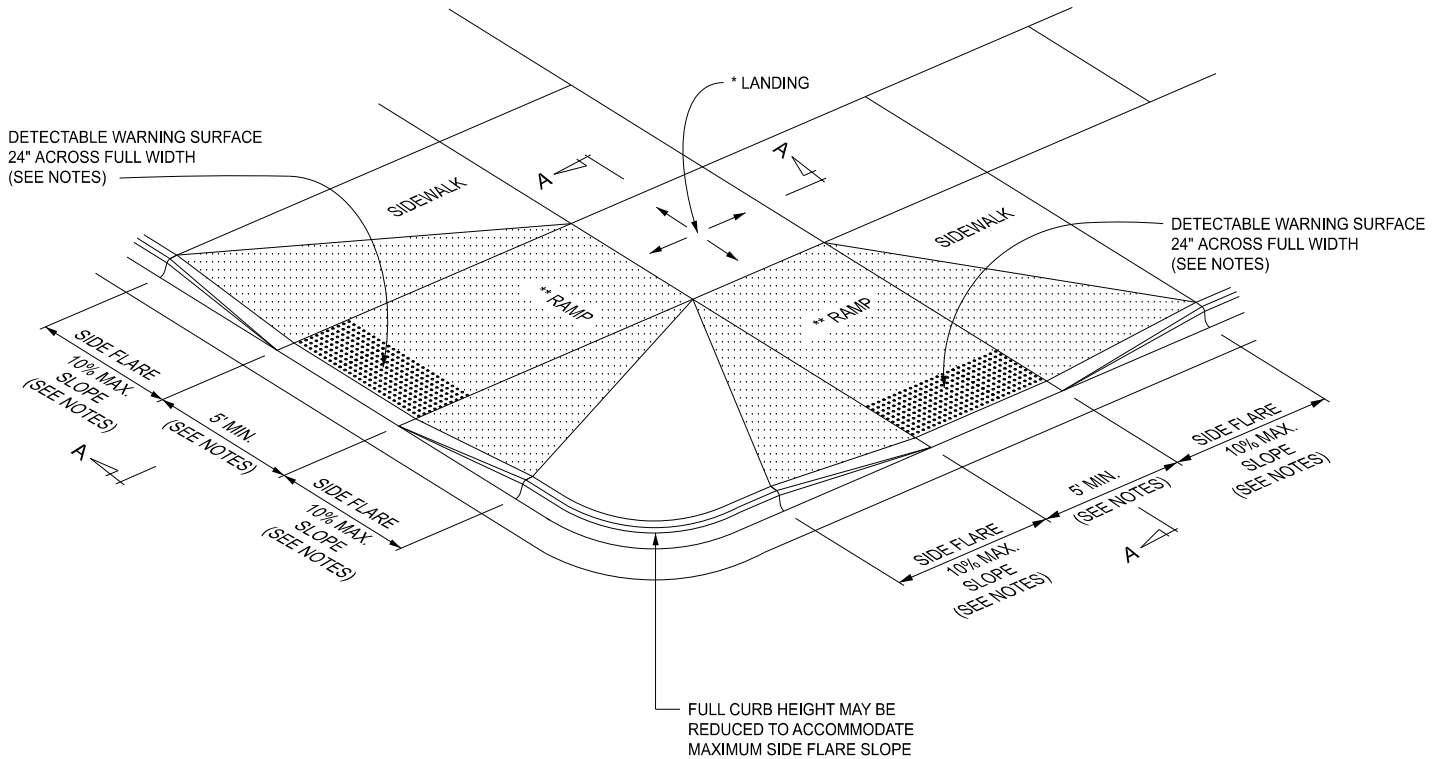 * LANDING
DETECTABLE WARNING SURFACE
24" ACROSS FULL WIDTH
(SEE NOTES)
A
A
SIDEWALK
SIDEWALK
DETECTABLE WARNING SURFACE
24" ACROSS FULL WIDTH
(SEE NOTES)
** RAMP
** RAMP
SIDE FLARE
10% MAX.
SLOPE
(SEE NOTES)
5' MIN.
(SEE NOTES)
SIDE FLARE
10% MAX.
SLOPE
(SEE NOTES)
A
SIDE FLARE
10% MAX.
SLOPE
(SEE NOTES)
5' MIN.
(SEE NOTES)
SIDE FLARE
10% MAX.
SLOPE
(SEE NOTES)
A
FULL CURB HEIGHT MAY BE
REDUCED TO ACCOMMODATE
MAXIMUM SIDE FLARE SLOPE